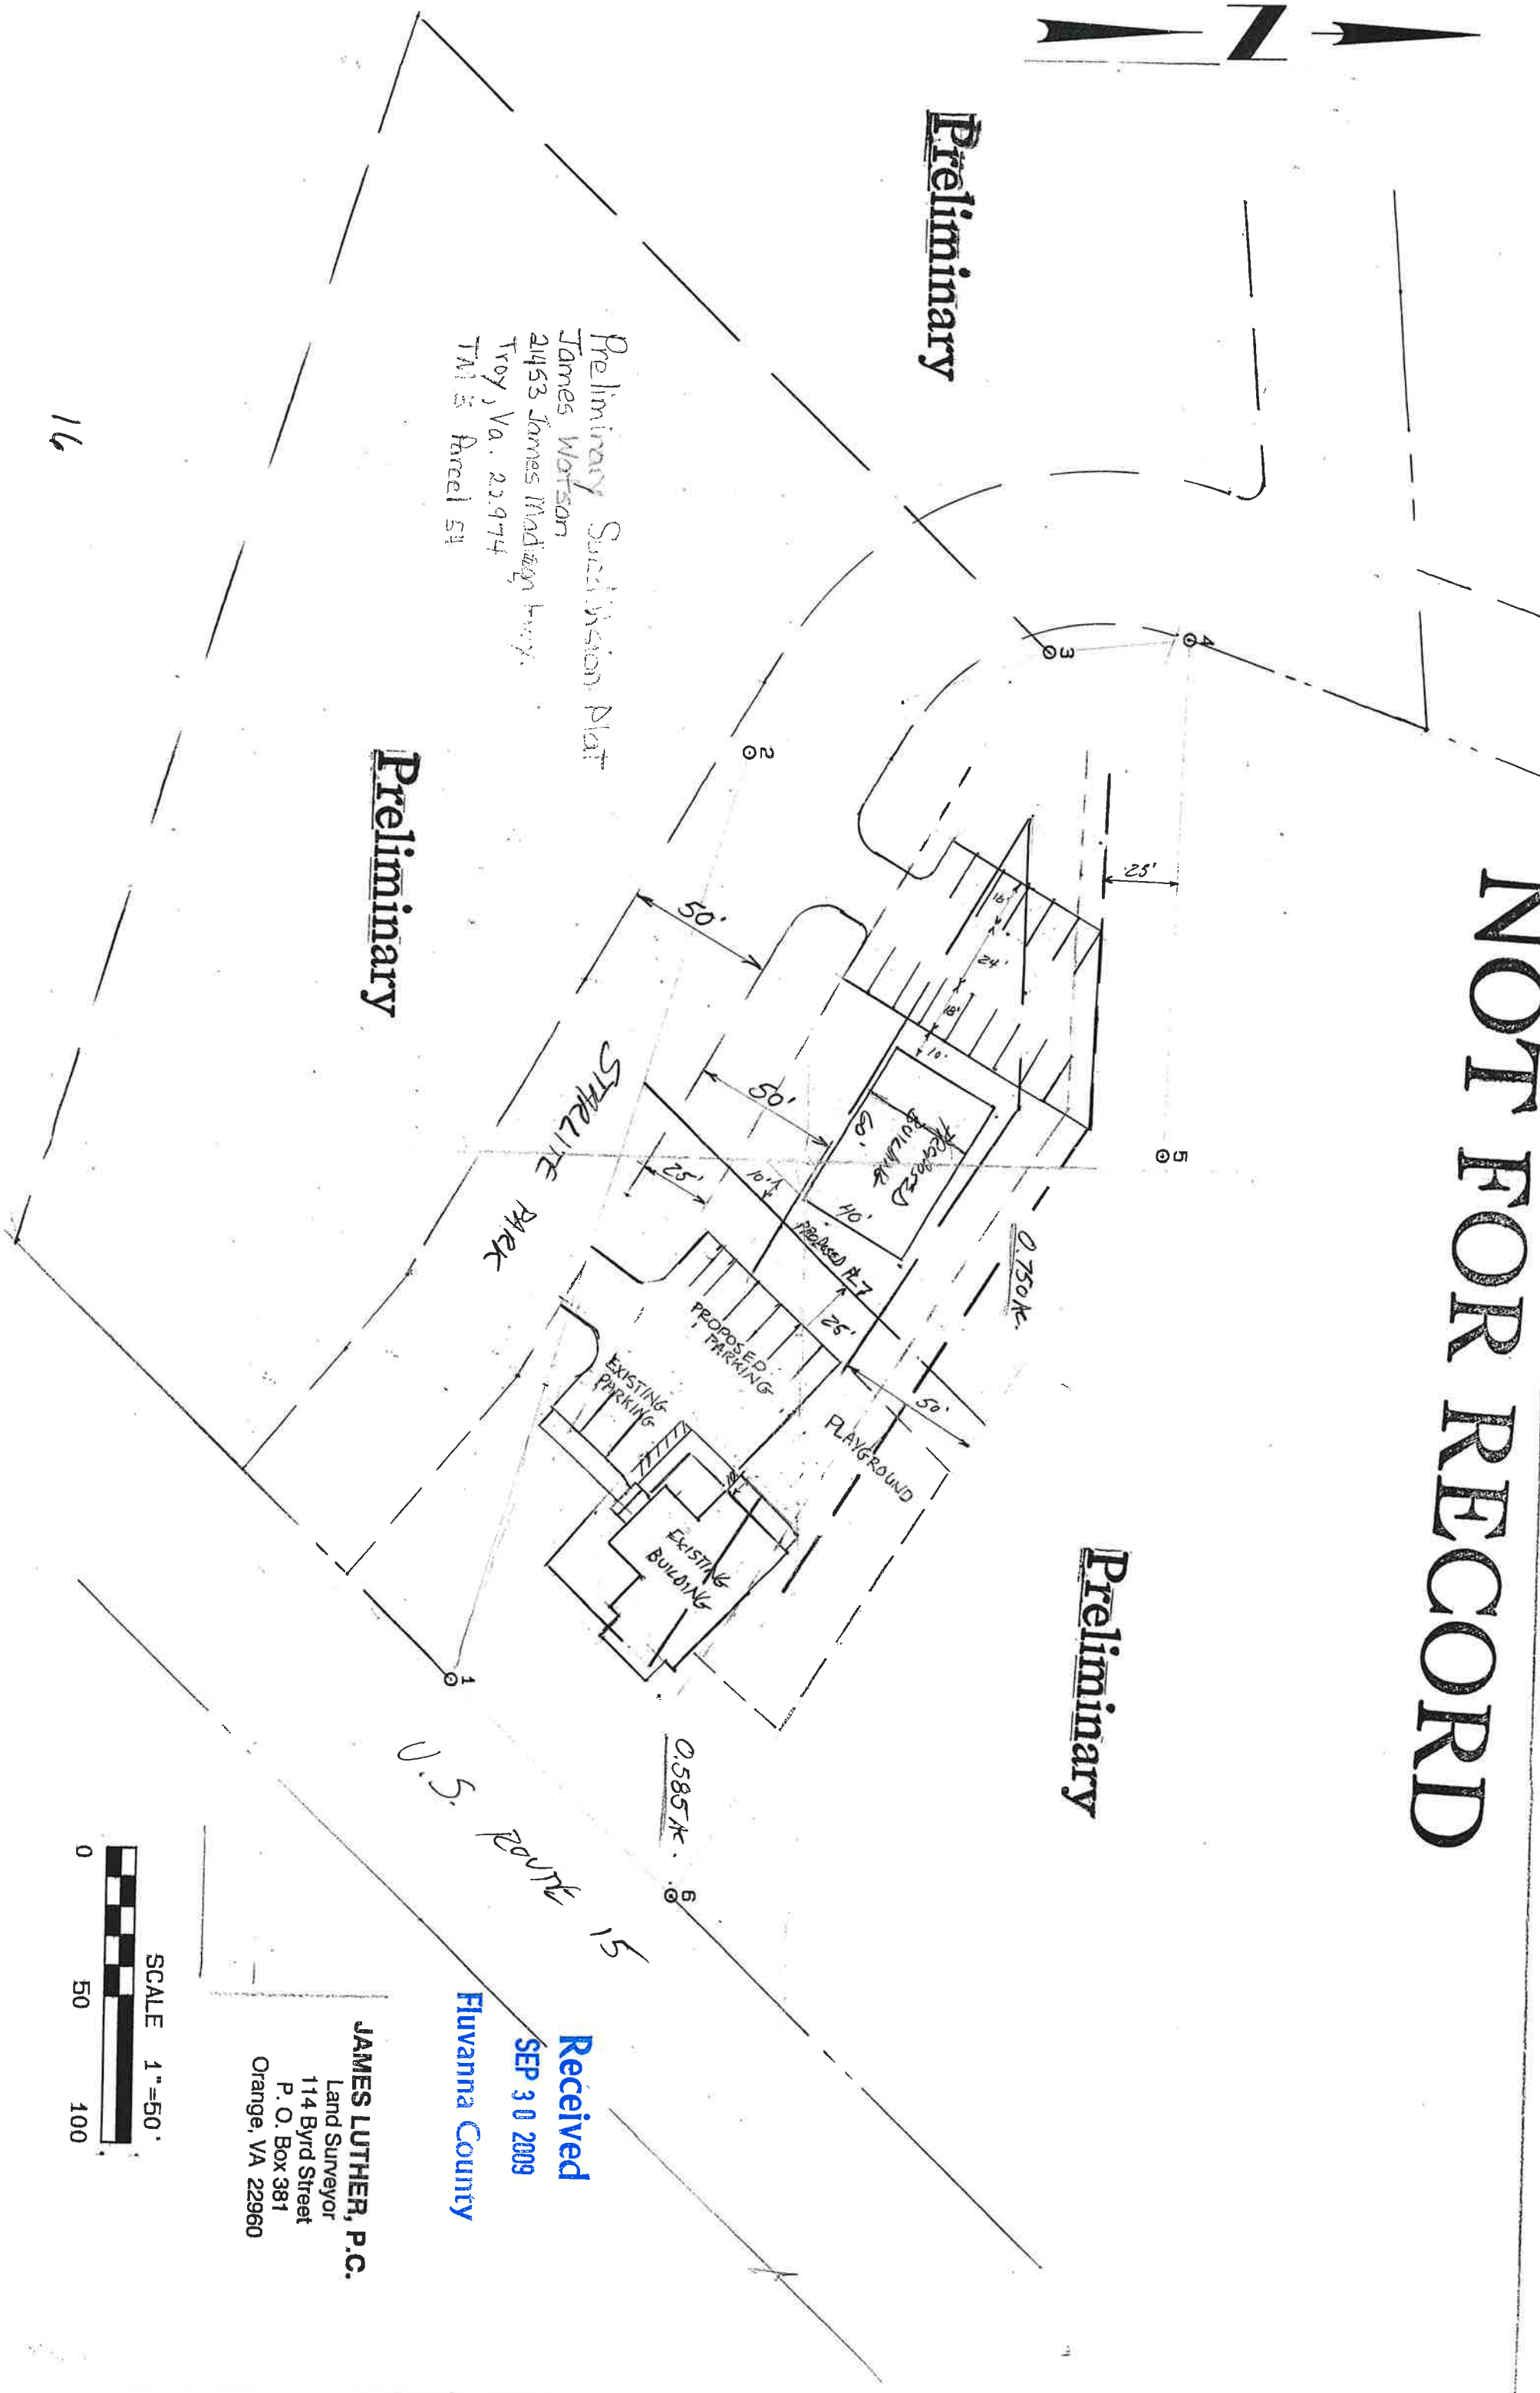 NOT FOR RECORD
N
Preliminary
Preliminary
Preliminary
Preliminary Subdivision Plat
James Watson
21453 James Madison Hwy.
Troy, Va. 22974
Parcel 54
4
3
2
5
1
6
25'
16'
24'
18'
10'
50'
50'
PROPOSED
BUILDING
60'
40'
25'
10'
PROPOSED PL
25'
50'
0.750 Ac.
STARLITE PARK
PROPOSED
PARKING
EXISTING
PARKING
PLAYGROUND
EXISTING
BUILDING
0.585 Ac.
U.S. ROUTE 15
Received
SEP 30 2009
Fluvanna County
JAMES LUTHER, P.C.
Land Surveyor
114 Byrd Street
P. O. Box 381
Orange, VA 22960
SCALE 1"=50'
0 50 100
16